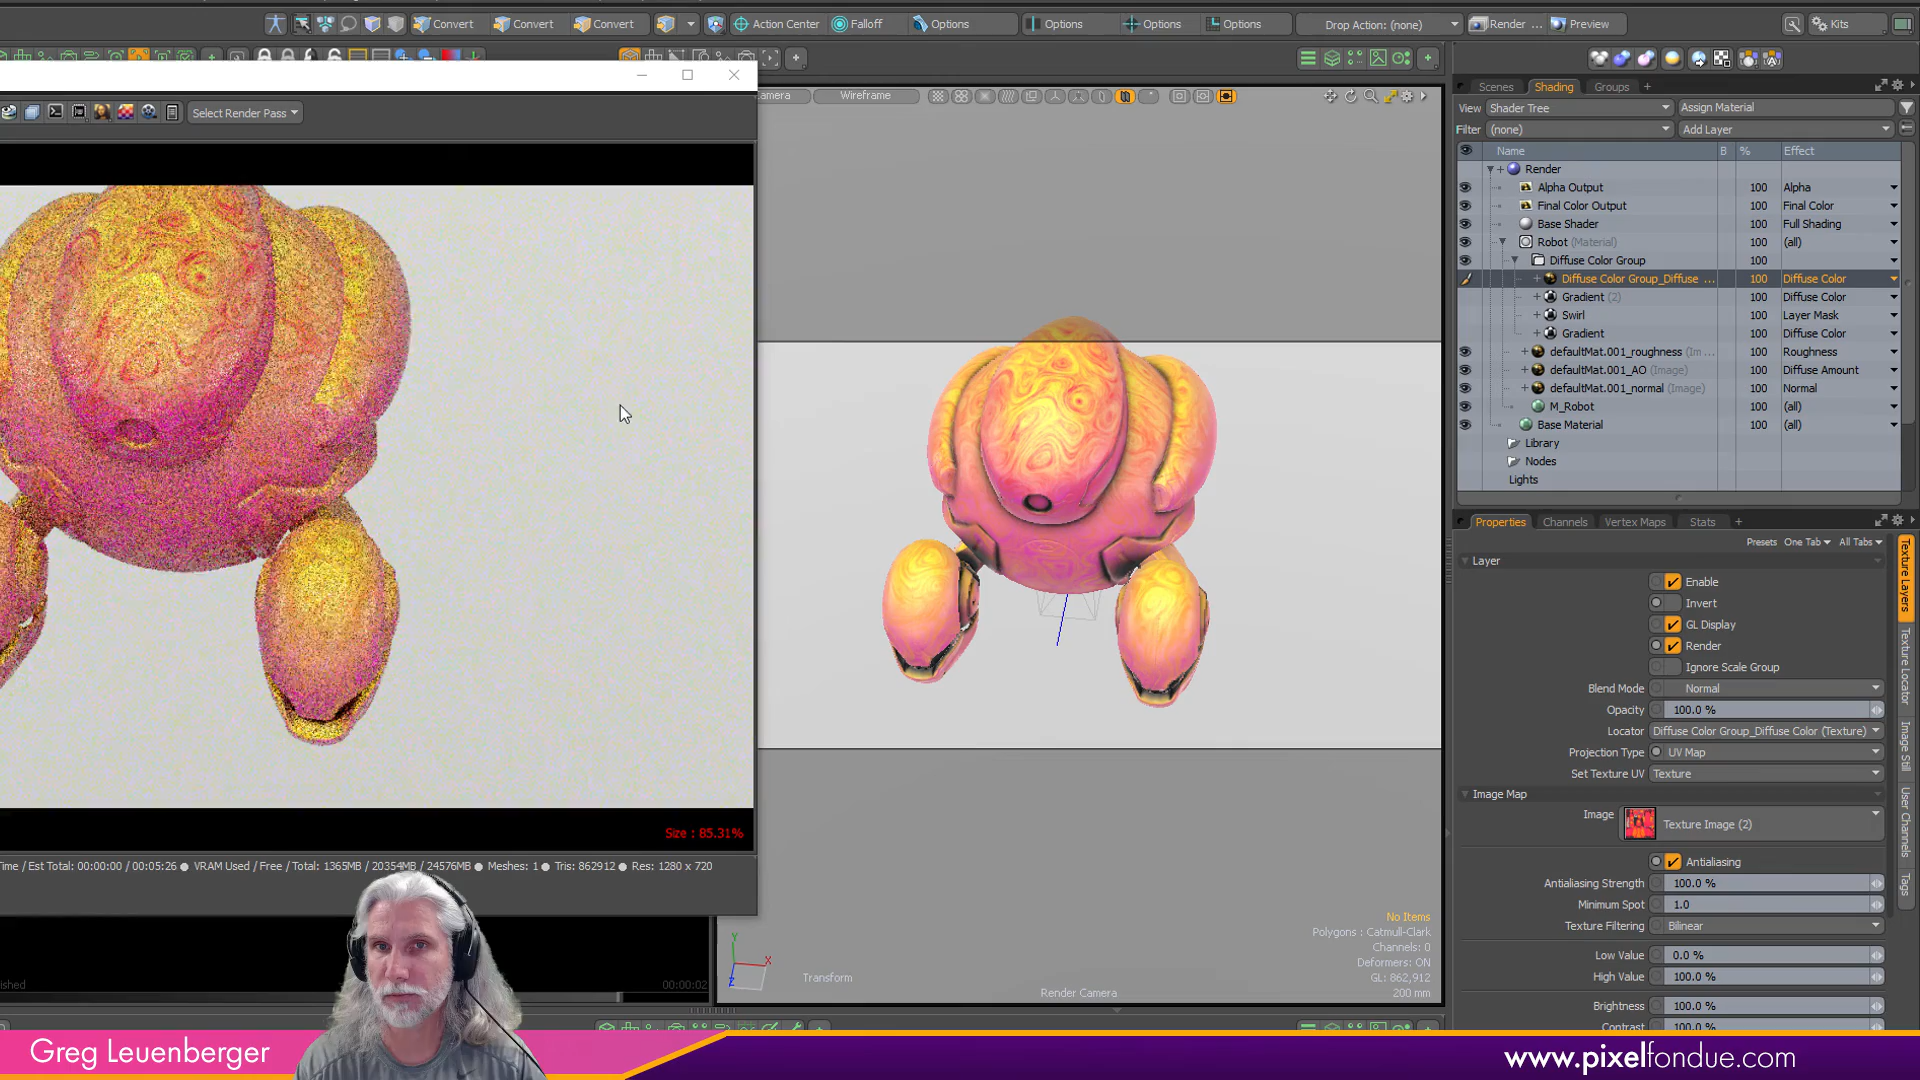 Convert
Convert
Convert
Action Center
Falloff
Options
Options
Options
Options
Drop Action: (none)
Render ...
Preview
Kits
Select Render Pass
amera
Wireframe
Scenes
Shading
Groups
View
Shader Tree
Assign Material
Filter
(none)
Add Layer
Name
B
%
Effect
Render
Alpha Output
100
Alpha
Final Color Output
100
Final Color
Base Shader
100
Full Shading
Robot (Material)
100
(all)
Diffuse Color Group
100
Diffuse Color Group_Diffuse ...
100
Diffuse Color
Gradient (2)
100
Diffuse Color
Swirl
100
Layer Mask
Gradient
100
Diffuse Color
defaultMat.001_roughness (Im ...
100
Roughness
defaultMat.001_AO (Image)
100
Diffuse Amount
defaultMat.001_normal (Image)
100
Normal
M_Robot
100
(all)
Base Material
100
(all)
Library
Nodes
Lights
Properties
Channels
Vertex Maps
Stats
Presets
One Tab
All Tabs
Layer
Enable
Invert
GL Display
Render
Ignore Scale Group
Blend Mode
Normal
Opacity
100.0 %
Locator
Diffuse Color Group_Diffuse Color (Texture)
Projection Type
UV Map
Set Texture UV
Texture
Image Map
Image
Texture Image (2)
Antialiasing
Antialiasing Strength
100.0 %
Minimum Spot
1.0
Texture Filtering
Bilinear
Low Value
0.0 %
High Value
100.0 %
Brightness
100.0 %
Contrast
100.0 %
Texture Layers
Texture Locator
Image Still
User Channels
Tags
Size : 85.31%
Time / Est Total: 00:00:00 / 00:05:26 ● VRAM Used / Free / Total: 1365MB / 20354MB / 24576MB ● Meshes: 1 ● Tris: 862912 ● Res: 1280 x 720
ished
00:00:02
Y
X
Z
Transform
Render Camera
No Items
Polygons : Catmull-Clark
Channels: 0
Deformers: ON
GL: 862,912
200 mm
Greg Leuenberger
www.pixelfondue.com